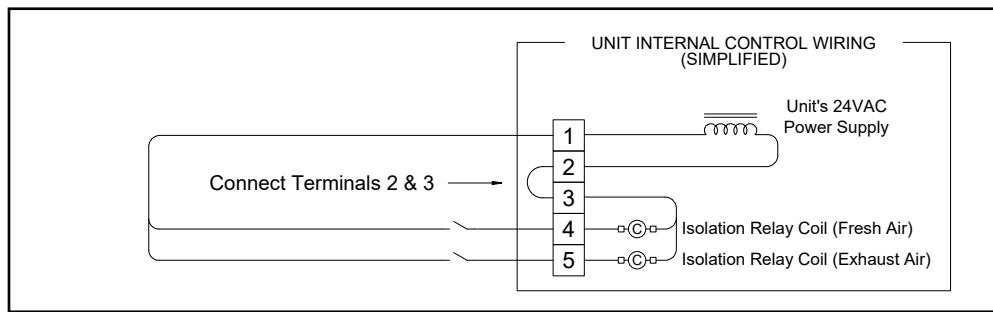 UNIT INTERNAL CONTROL WIRING
(SIMPLIFIED)
Unit's 24VAC
Power Supply
1
2
Connect Terminals 2 & 3
3
4
C
Isolation Relay Coil (Fresh Air)
5
C
Isolation Relay Coil (Exhaust Air)